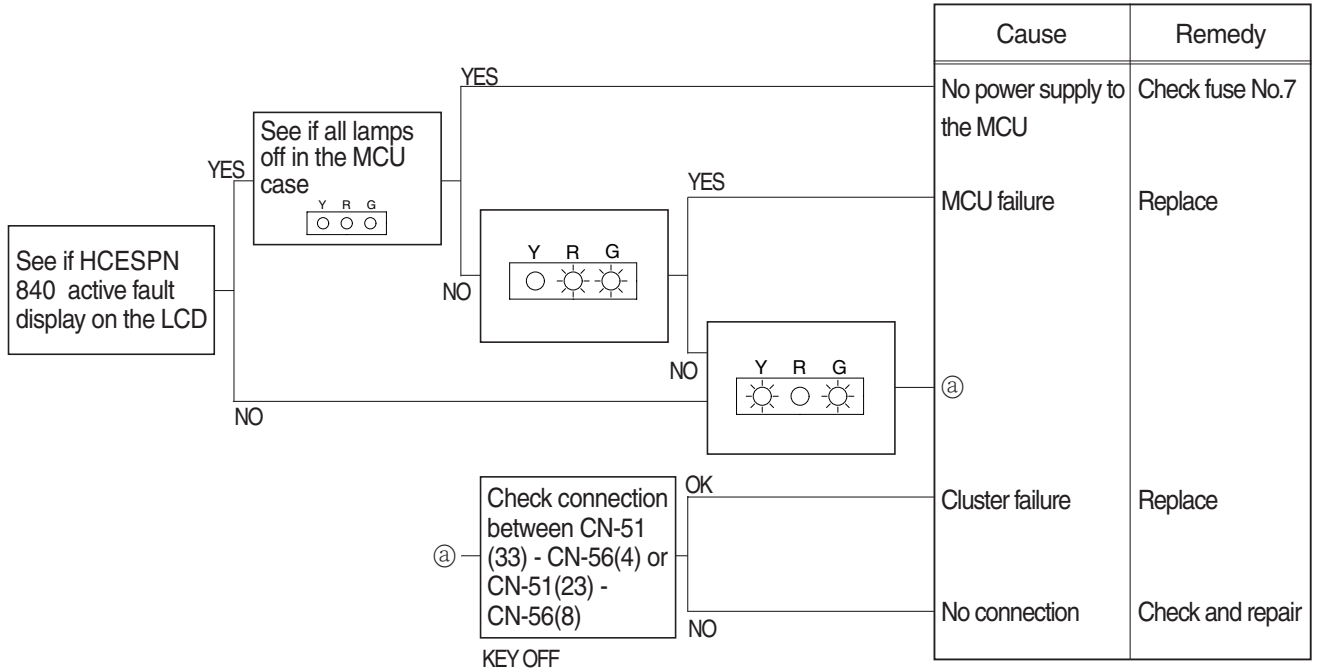 Cause
Remedy
YES
No power supply to
the MCU
Check fuse No.7
See if all lamps
off in the MCU
case
Y R G
YES
YES
MCU failure
Replace
See if HCESPN
840 active fault
display on the LCD
Y R G
NO
NO
Y R G
ⓐ
NO
Check connection
between CN-51
(33) - CN-56(4) or
CN-51(23) -
CN-56(8)
ⓐ
OK
Cluster failure
Replace
NO
No connection
Check and repair
KEY OFF